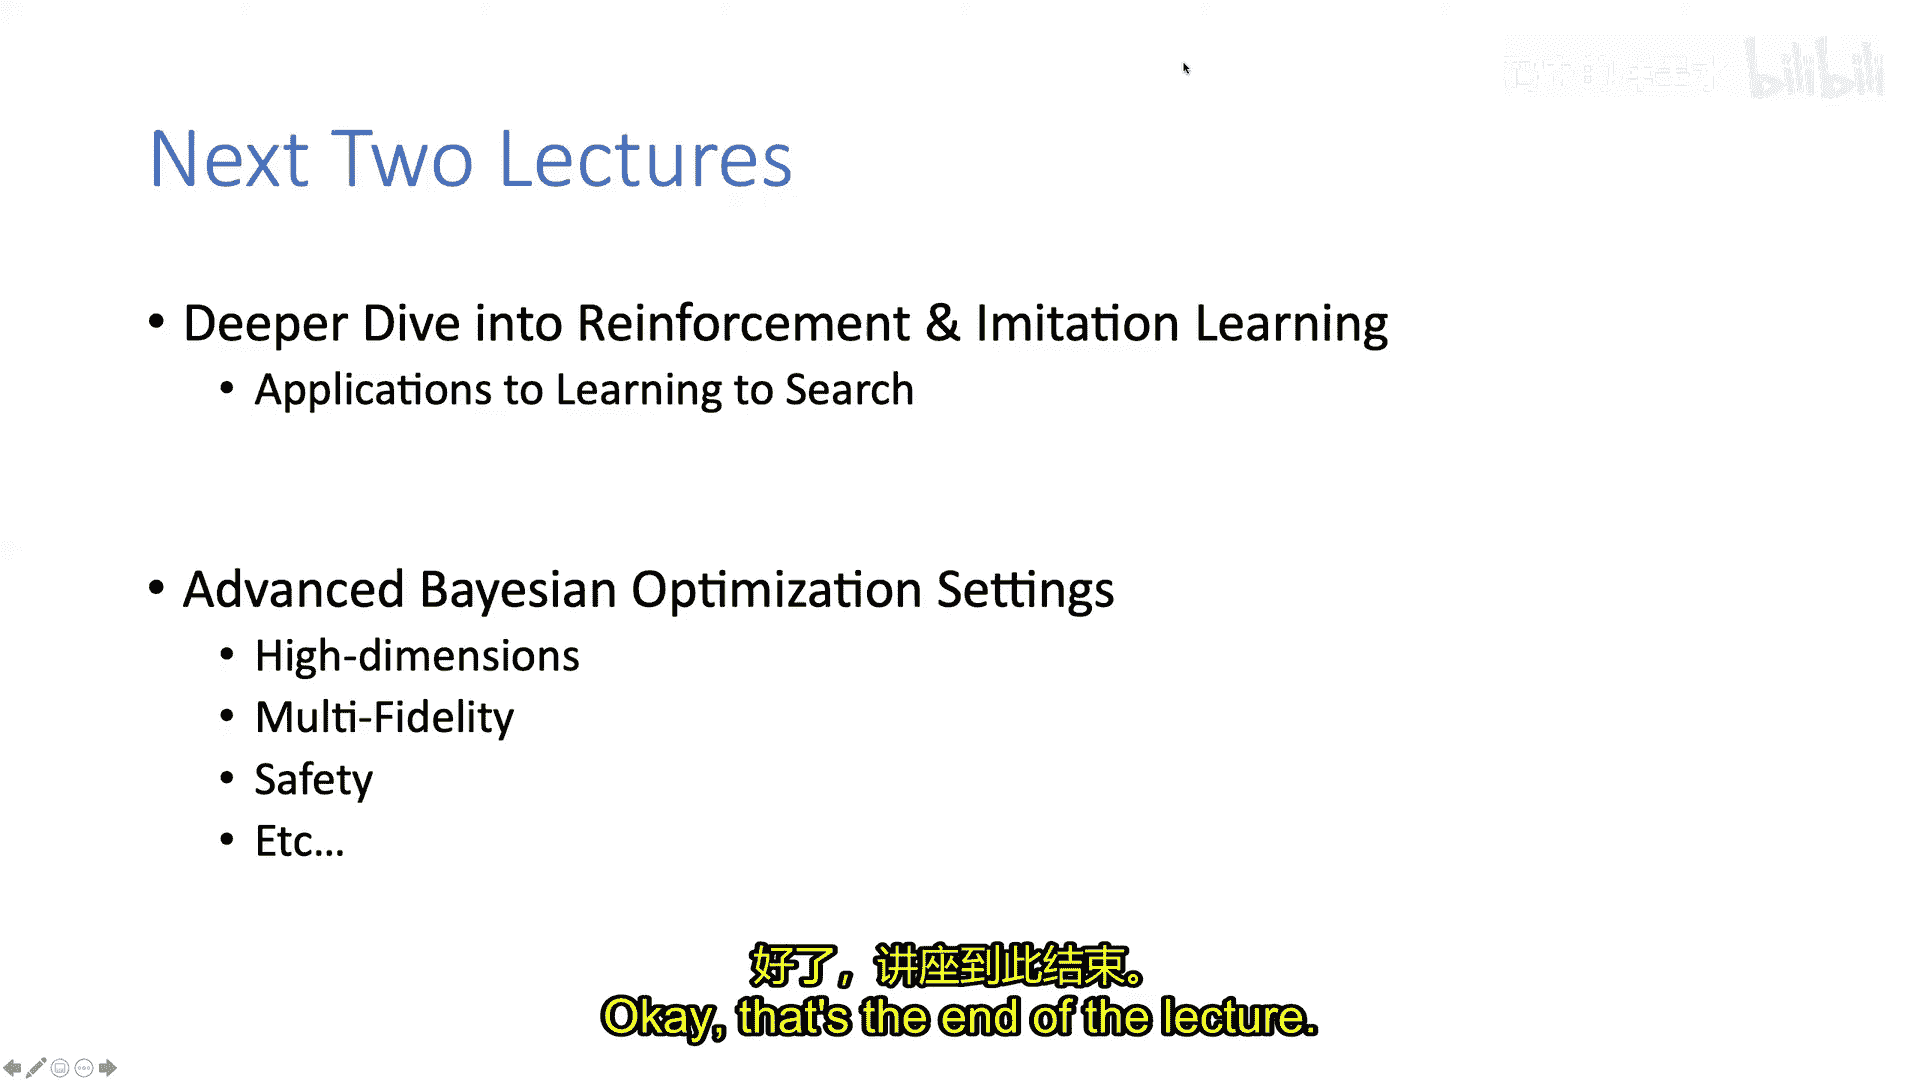 bilibili
Next Two Lectures
• Deeper Dive into Reinforcement & Imitation Learning
• Applications to Learning to Search
• Advanced Bayesian Optimization Settings
• High-dimensions
• Multi-Fidelity
• Safety
• Etc...
好了，讲座到此结束。
Okay, that's the end of the lecture.